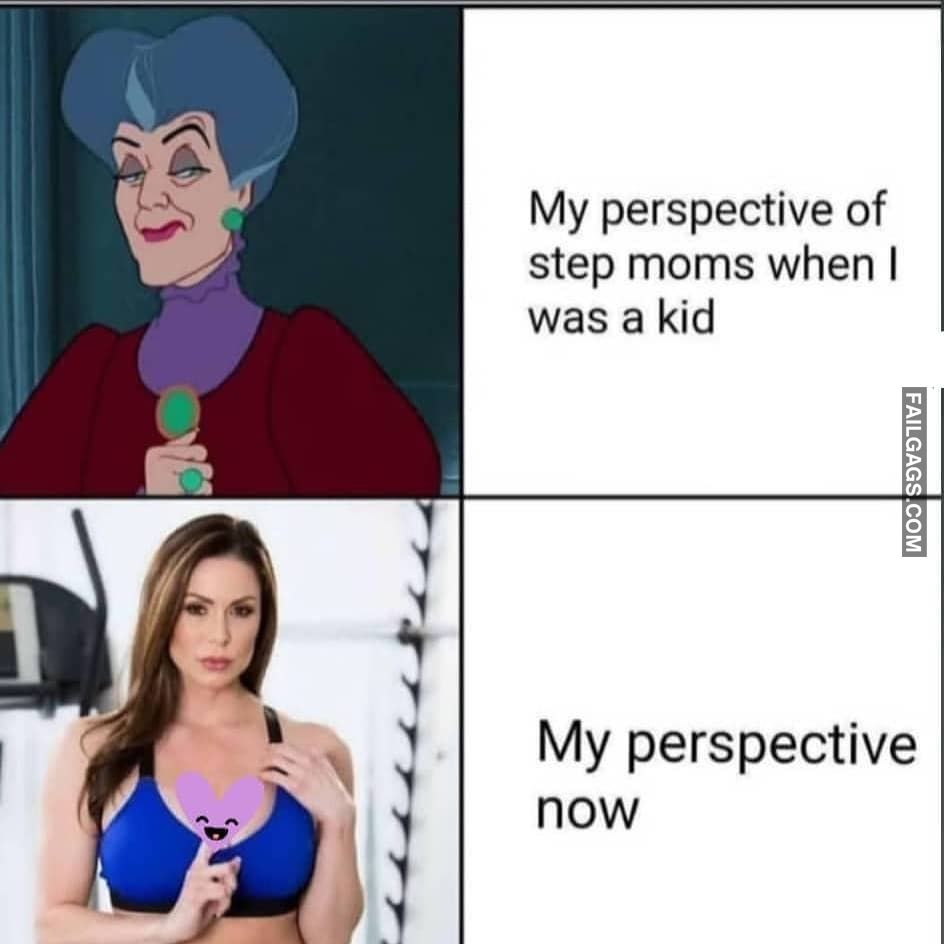 My perspective of
step moms when I
was a kid
FAILGAGS.COM
My perspective
now